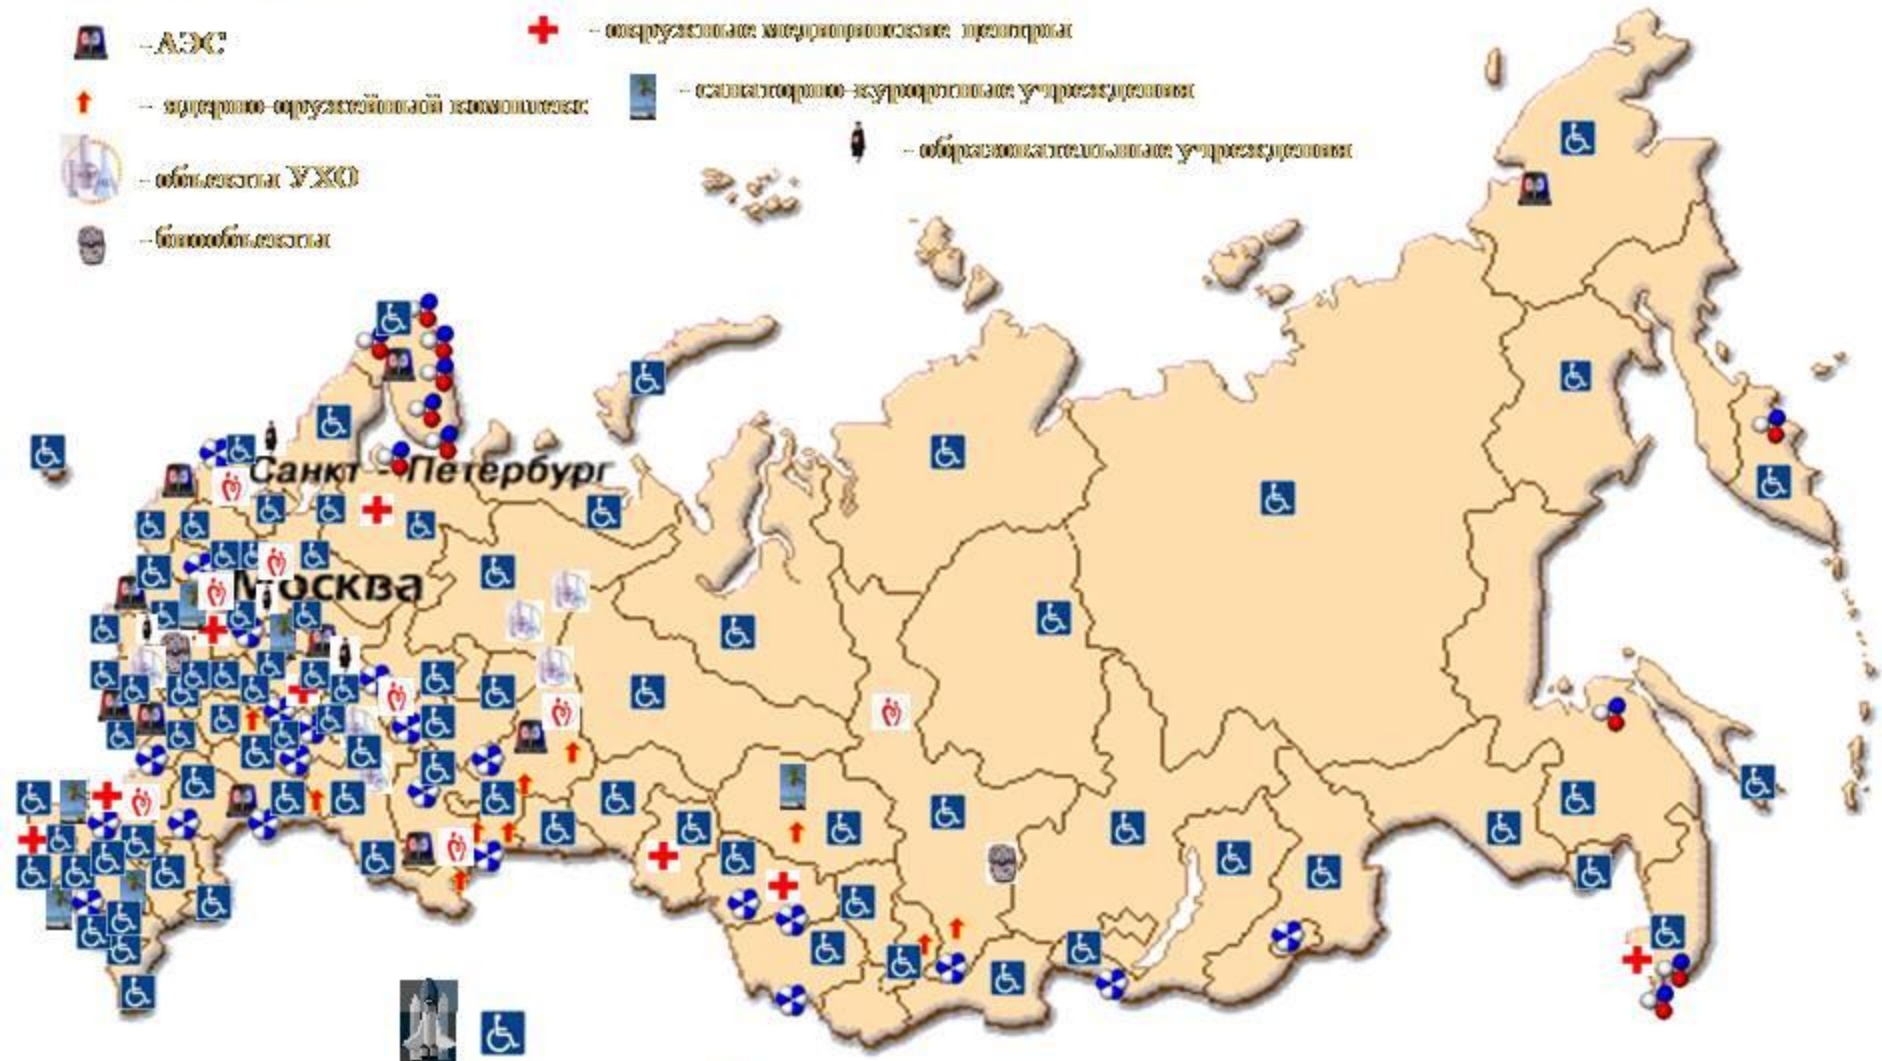 - АЭС
- окружные медицинские центры
- ядерно-оружейный комплекс
- санаторно-курортные учреждения
- образовательные учреждения
- объекты УХО
- биообъекты
Санкт - Петербург
Москва